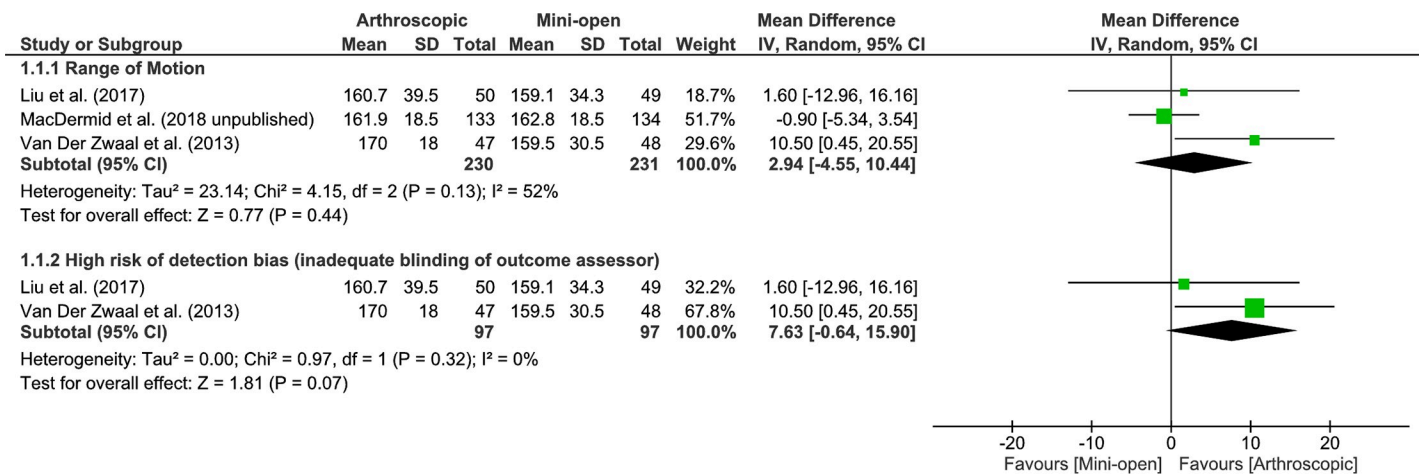 Arthroscopic Mini-open Mean Difference Mean Difference
Study or Subgroup Mean SD Total Mean SD Total Weight IV, Random, 95% CI IV, Random, 95% CI
1.1.1 Range of Motion
Liu et al. (2017) 160.7 39.5 50 159.1 34.3 49 18.7% 1.60 [-12.96, 16.16]
MacDermid et al. (2018 unpublished) 161.9 18.5 133 162.8 18.5 134 51.7% -0.90 [-5.34, 3.54]
Van Der Zwaal et al. (2013) 170 18 47 159.5 30.5 48 29.6% 10.50 [0.45, 20.55]
Subtotal (95% CI) 230 231 100.0% 2.94 [-4.55, 10.44]
Heterogeneity: Tau² = 23.14; Chi² = 4.15, df = 2 (P = 0.13); I² = 52%
Test for overall effect: Z = 0.77 (P = 0.44)
1.1.2 High risk of detection bias (inadequate blinding of outcome assessor)
Liu et al. (2017) 160.7 39.5 50 159.1 34.3 49 32.2% 1.60 [-12.96, 16.16]
Van Der Zwaal et al. (2013) 170 18 47 159.5 30.5 48 67.8% 10.50 [0.45, 20.55]
Subtotal (95% CI) 97 97 100.0% 7.63 [-0.64, 15.90]
Heterogeneity: Tau² = 0.00; Chi² = 0.97, df = 1 (P = 0.32); I² = 0%
Test for overall effect: Z = 1.81 (P = 0.07)
-20 -10 0 10 20
Favours [Mini-open] Favours [Arthroscopic]